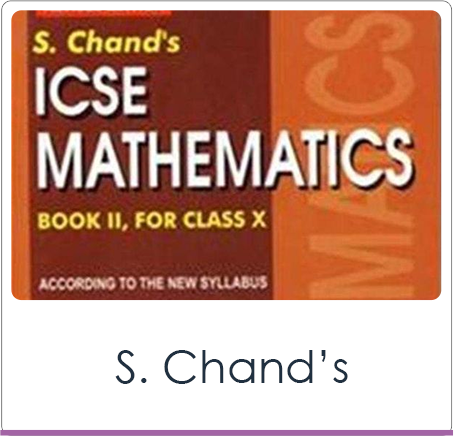 S. Chand's
ICSE
MATHEMATICS
BOOK II, FOR CLASS X
ACCORDING TO THE NEW SYLLABUS
MATICS
S. Chand’s